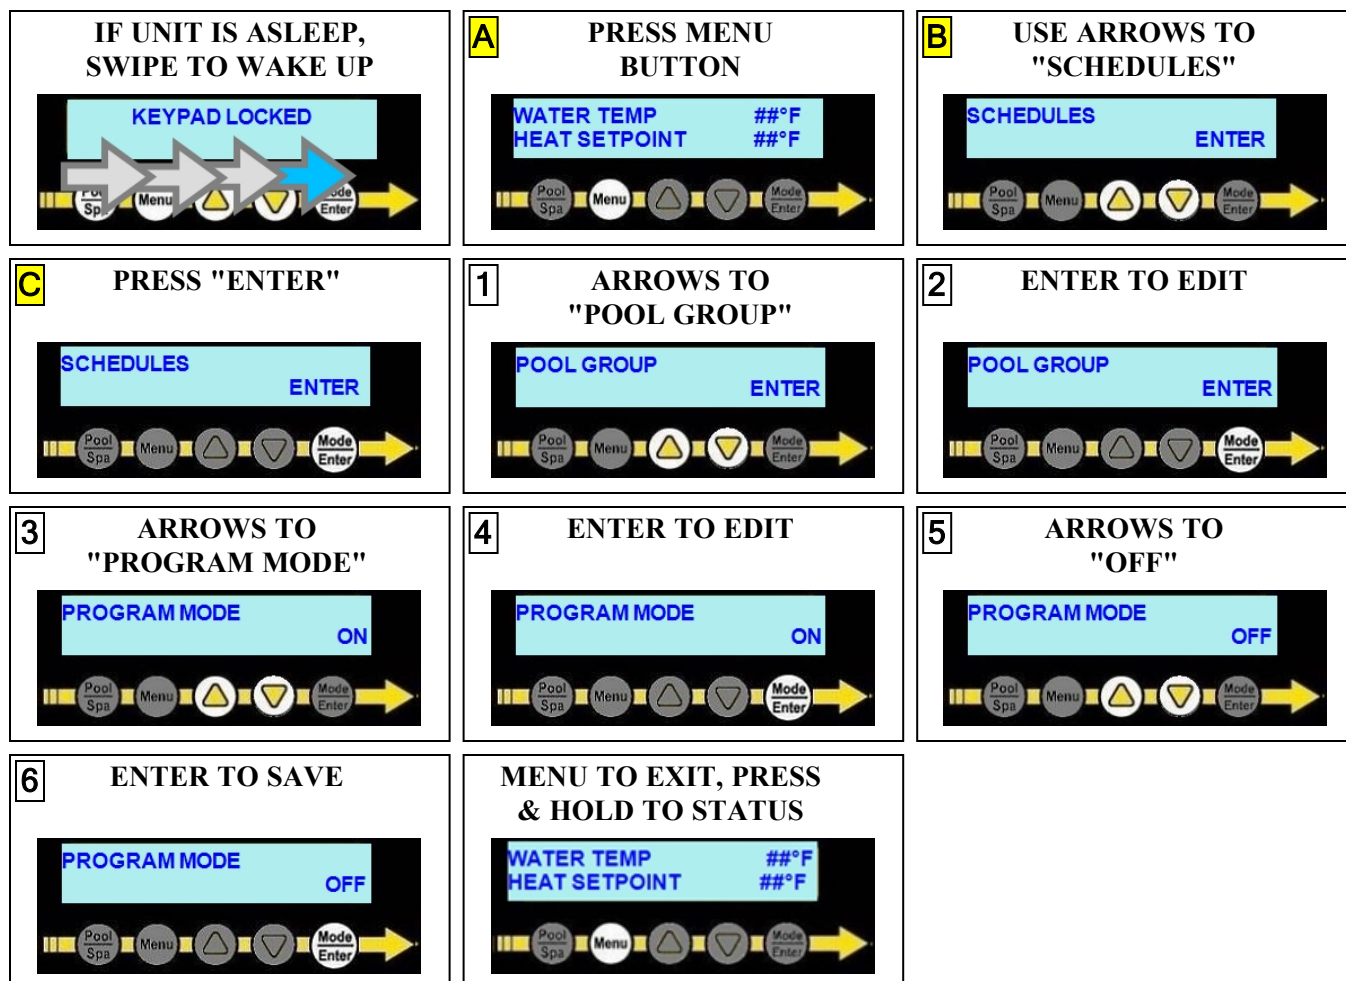 IF UNIT IS ASLEEP,
SWIPE TO WAKE UP
KEYPAD LOCKED
Spa
Menu
Enter
A
PRESS MENU
BUTTON
WATER TEMP ##°F
HEAT SETPOINT ##°F
Pool Menu Mode
Spa Enter
B
USE ARROWS TO
"SCHEDULES"
SCHEDULES
ENTER
Pool Menu Mode
Spa Enter
C
PRESS "ENTER"
SCHEDULES
ENTER
Pool Menu Mode
Spa Enter
1
ARROWS TO
"POOL GROUP"
POOL GROUP
ENTER
Pool Menu Mode
Spa Enter
2
ENTER TO EDIT
POOL GROUP
ENTER
Pool Menu Mode
Spa Enter
3
ARROWS TO
"PROGRAM MODE"
PROGRAM MODE
ON
Pool Menu Mode
Spa Enter
4
ENTER TO EDIT
PROGRAM MODE
ON
Pool Menu Mode
Spa Enter
5
ARROWS TO
"OFF"
PROGRAM MODE
OFF
Pool Menu Mode
Spa Enter
6
ENTER TO SAVE
PROGRAM MODE
OFF
Pool Menu Mode
Spa Enter
MENU TO EXIT, PRESS
& HOLD TO STATUS
WATER TEMP ##°F
HEAT SETPOINT ##°F
Pool Menu Mode
Spa Enter